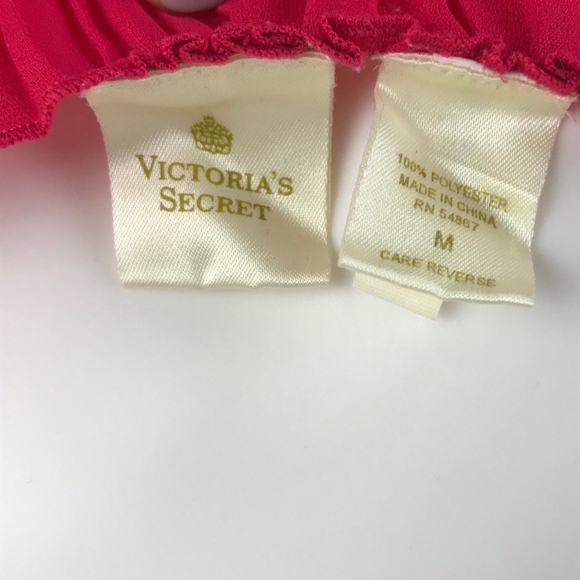 VICTORIA'S
SECRET
100% POLYESTER
MADE IN CHINA
RN 54867
M
CARE REVERSE